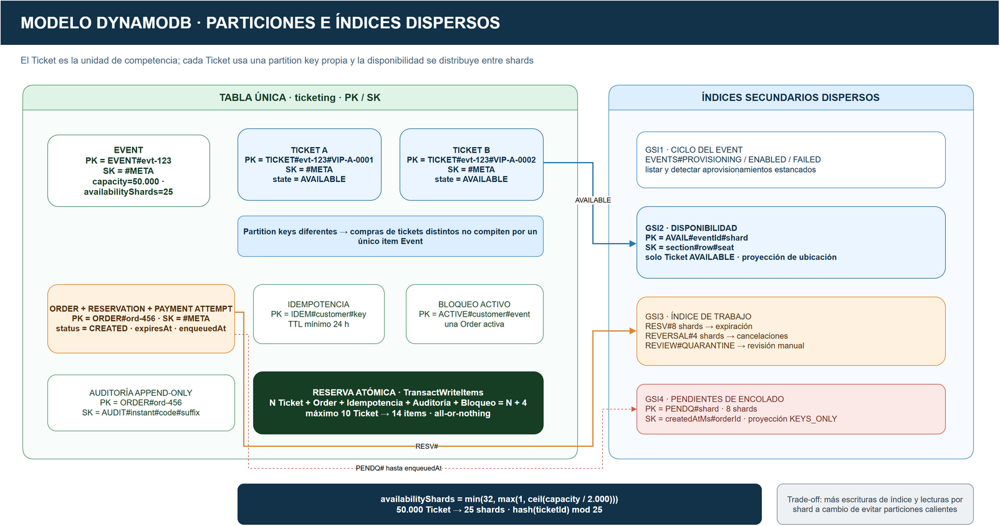 MODELO DYNAMODB · PARTICIONES E ÍNDICES DISPERSOS
El Ticket es la unidad de competencia; cada Ticket usa una partition key propia y la disponibilidad se distribuye entre shards
TABLA ÚNICA · ticketing · PK / SK
EVENT
PK = EVENT#evt-123
SK = #META
capacity=50.000 ·
availabilityShards=25
TICKET A
PK = TICKET#evt-123#VIP-A-0001
SK = #META
state = AVAILABLE
TICKET B
PK = TICKET#evt-123#VIP-A-0002
SK = #META
state = AVAILABLE
Partition keys diferentes → compras de tickets distintos no compiten por un
único item Event
ORDER + RESERVATION + PAYMENT ATTEMPT
PK = ORDER#ord-456 · SK = #META
status = CREATED · expiresAt · enqueuedAt
IDEMPOTENCIA
PK = IDEM#customer#key
TTL mínimo 24 h
BLOQUEO ACTIVO
PK = ACTIVE#customer#event
una Order activa
AUDITORÍA APPEND-ONLY
PK = ORDER#ord-456
SK = AUDIT#instant#code#suffix
RESERVA ATÓMICA · TransactWriteItems
N Ticket + Order + Idempotencia + Auditoría + Bloqueo = N + 4
máximo 10 Ticket → 14 items · all-or-nothing
AVAILABLE
RESV#
PENDQ# hasta enqueuedAt
ÍNDICES SECUNDARIOS DISPERSOS
GSI1 · CICLO DEL EVENT
EVENTS#PROVISIONING / ENABLED / FAILED
listar y detectar aprovisionamientos estancados
GSI2 · DISPONIBILIDAD
PK = AVAIL#eventId#shard
SK = section#row#seat
solo Ticket AVAILABLE · proyección de ubicación
GSI3 · ÍNDICE DE TRABAJO
RESV#8 shards → expiración
REVERSAL#4 shards → cancelaciones
REVIEW#QUARANTINE → revisión manual
GSI4 · PENDIENTES DE ENCOLADO
PK = PENDQ#shard · 8 shards
SK = createdAtMs#orderId · proyección KEYS_ONLY
availabilityShards = min(32, max(1, ceil(capacity / 2.000)))
50.000 Ticket → 25 shards · hash(ticketId) mod 25
Trade-off: más escrituras de índice y lecturas por
shard a cambio de evitar particiones calientes